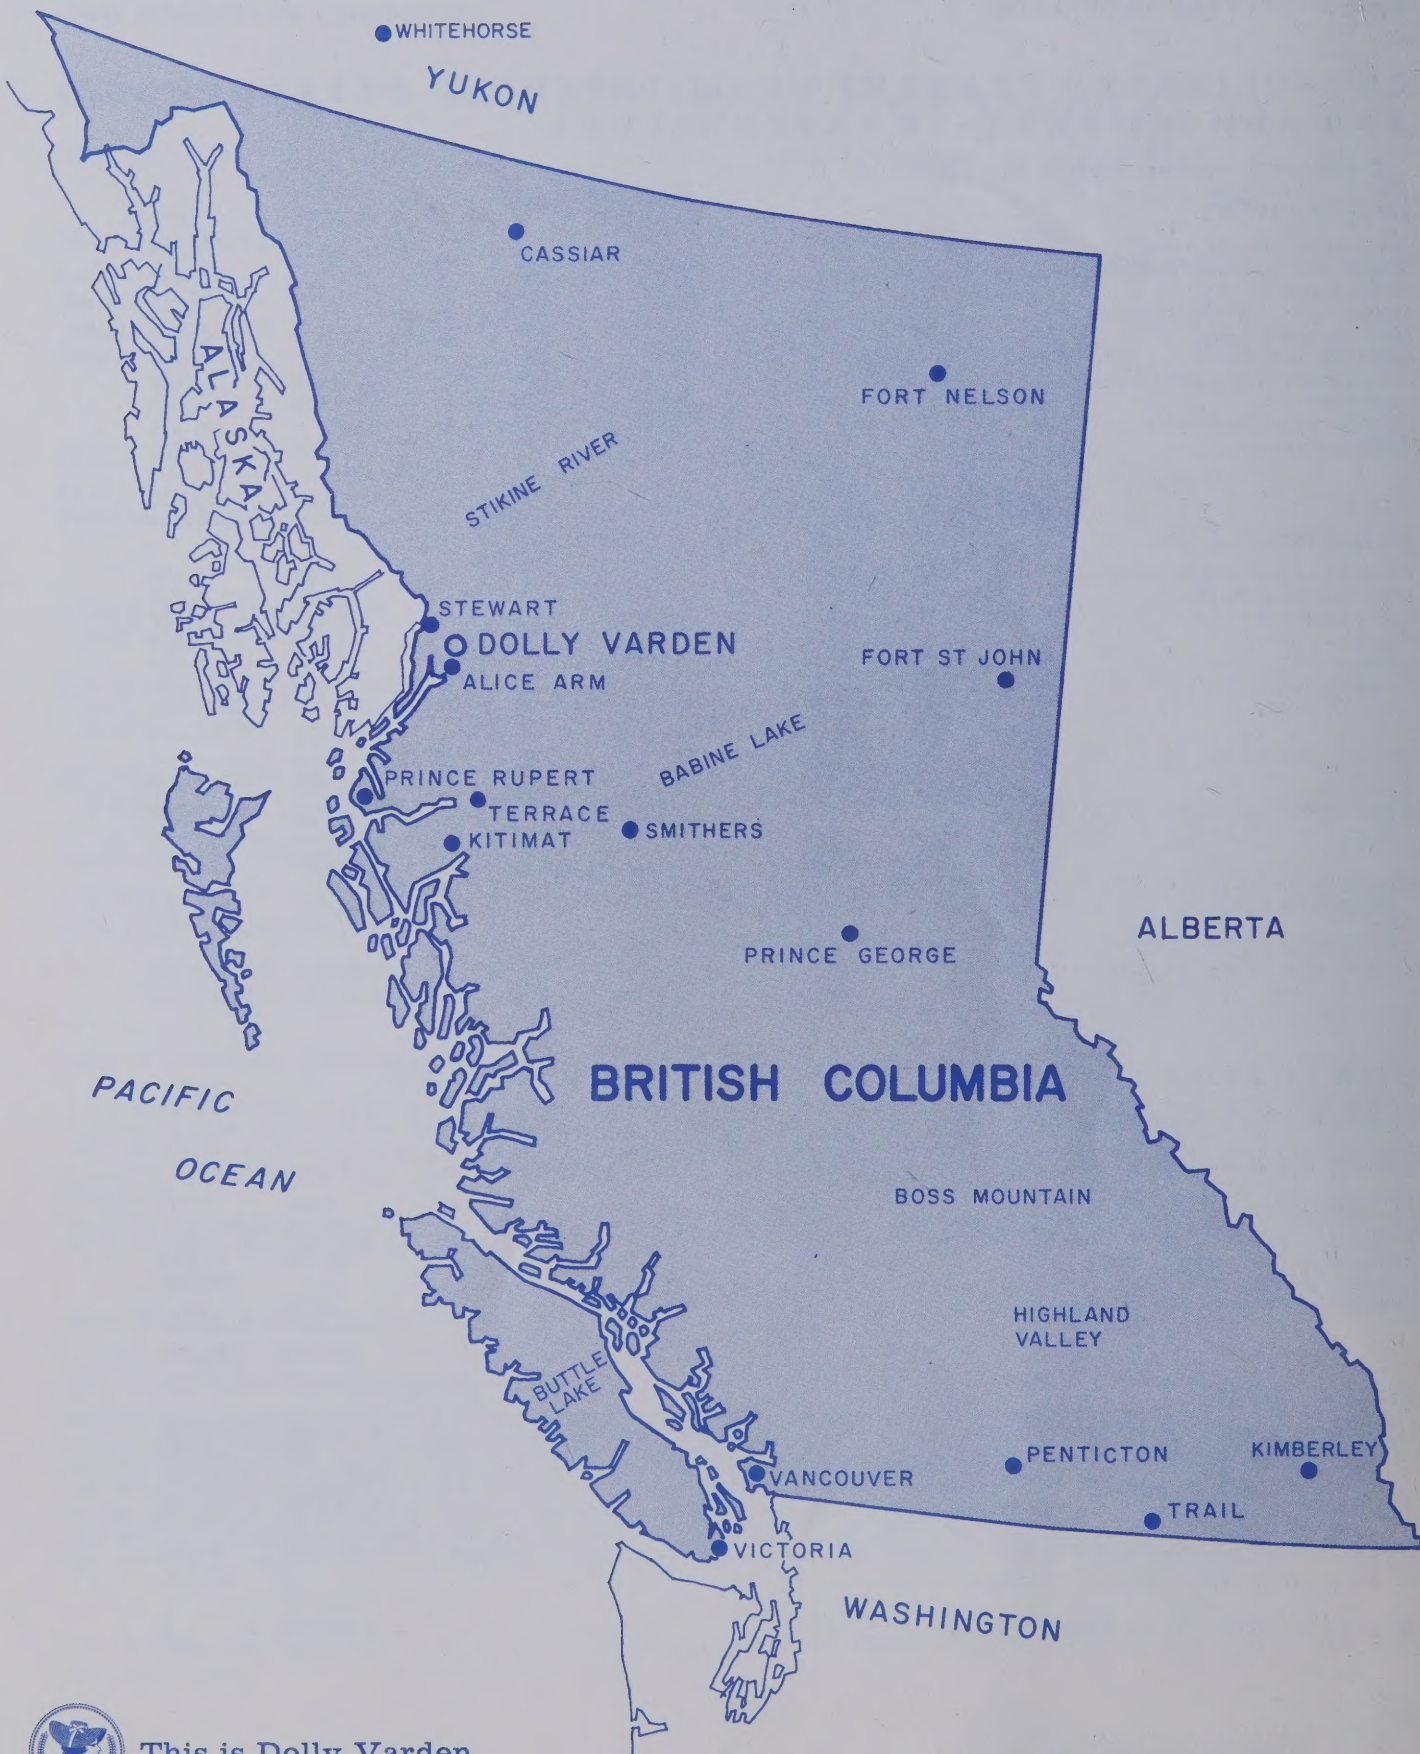 WHITEHORSE
YUKON
CASSIAR
ALASKA
FORT NELSON
STIKINE RIVER
STEWART
DOLLY VARDEN
ALICE ARM
FORT ST JOHN
BABINE LAKE
PRINCE RUPERT
TERRACE
KITIMAT
SMITHERS
ALBERTA
PRINCE GEORGE
BRITISH COLUMBIA
PACIFIC
OCEAN
BOSS MOUNTAIN
HIGHLAND
VALLEY
BUTTLE
LAKE
PENTICTON
KIMBERLEY
VANCOUVER
TRAIL
VICTORIA
WASHINGTON
This is Dolly Varden